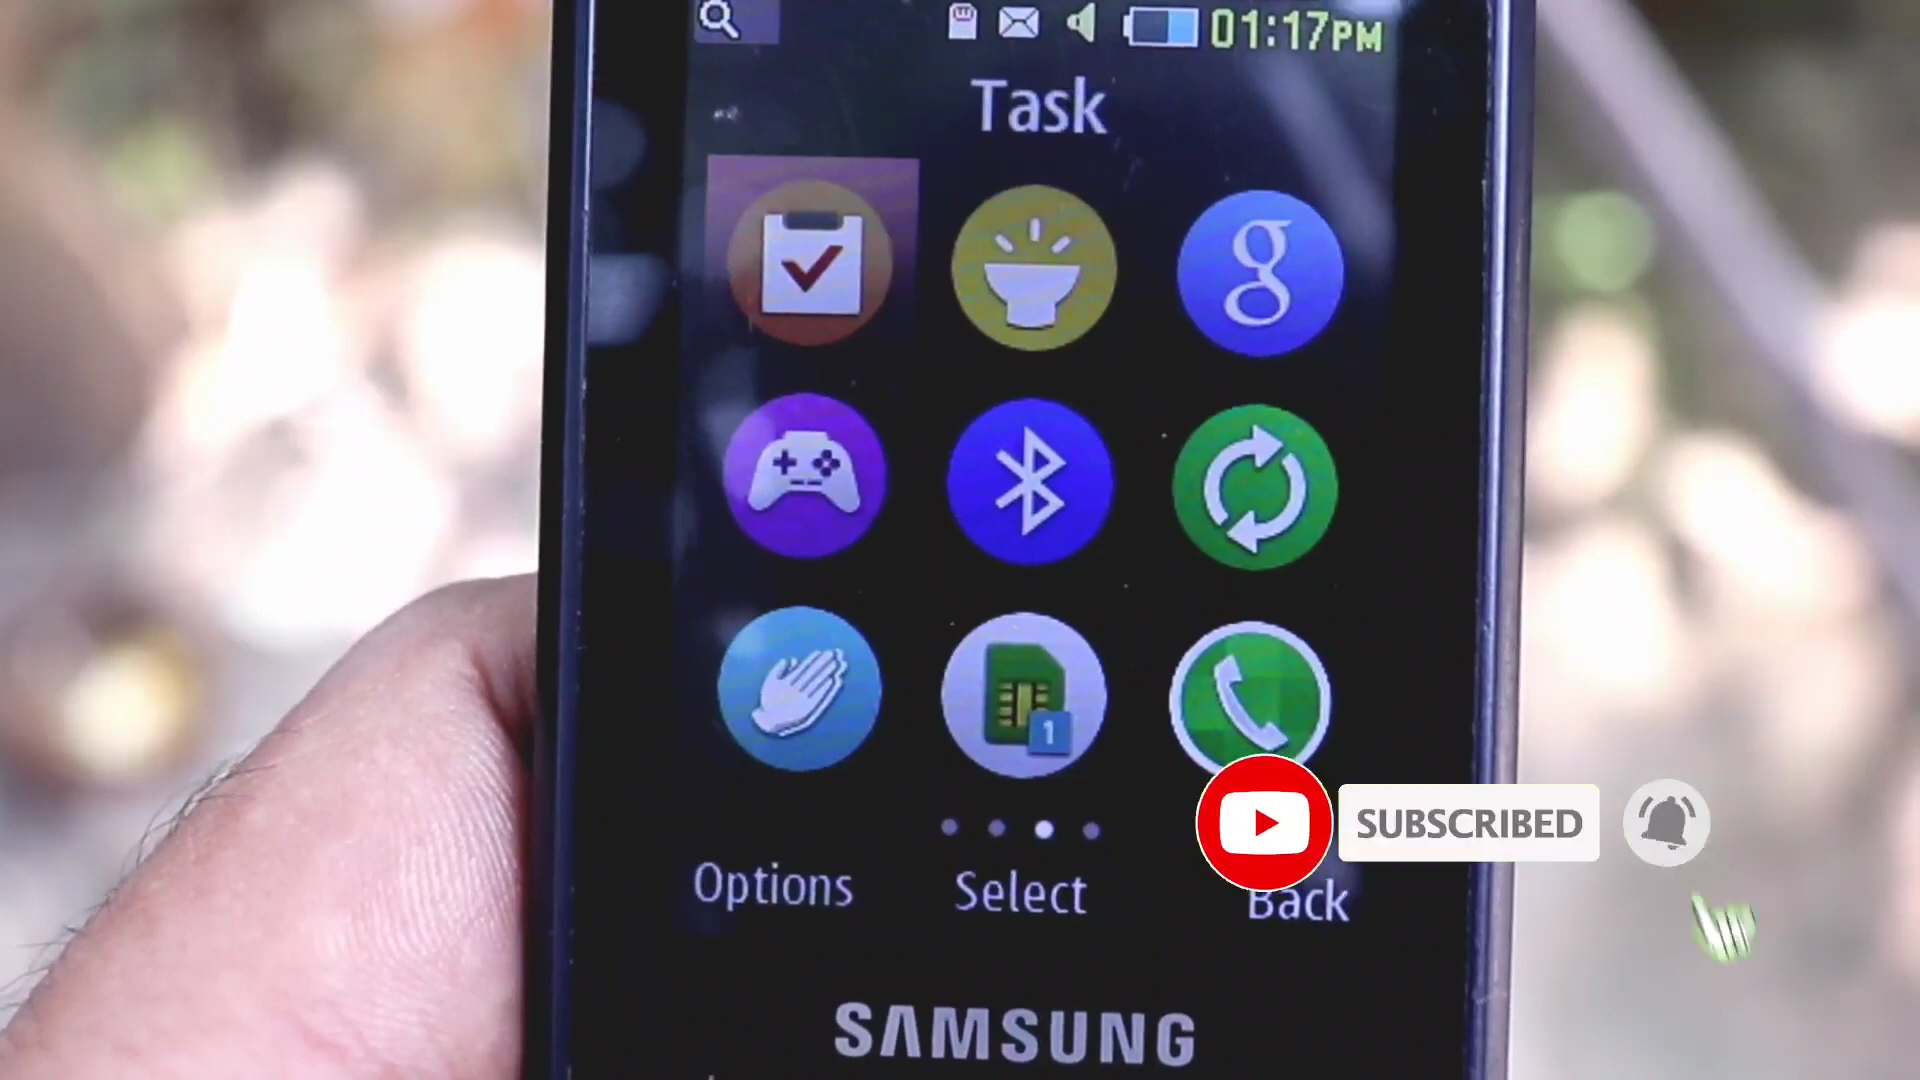 01:17PM
Task
g
1
SUBSCRIBED
Options
Select
Back
SAMSUNG